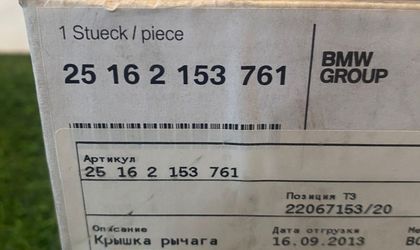 1 Stueck / piece
25 16 2 153 761
BMW
GROUP
Артикул
25 16 2 153 761
Позиция ТЗ
22067153/20
Описание
Дата отгрузки
Крышка рычага
16.09.2013